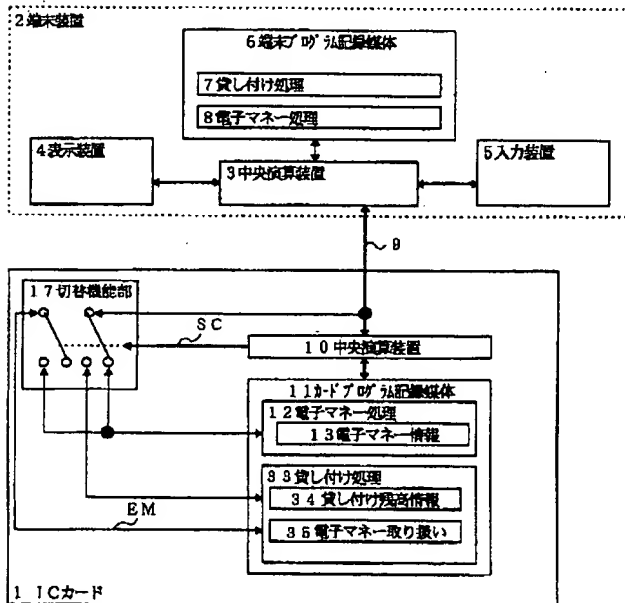 2端末装置
6端末プログラム記録媒体
7貸し付け処理
8電子マネー処理
4表示装置
3中央演算装置
5入力装置
9
17切替機能部
SC
10中央演算装置
11カードプログラム記録媒体
12電子マネー処理
13電子マネー情報
33貸し付け処理
34貸し付け残高情報
EM
35電子マネー取り扱い
1 ICカード